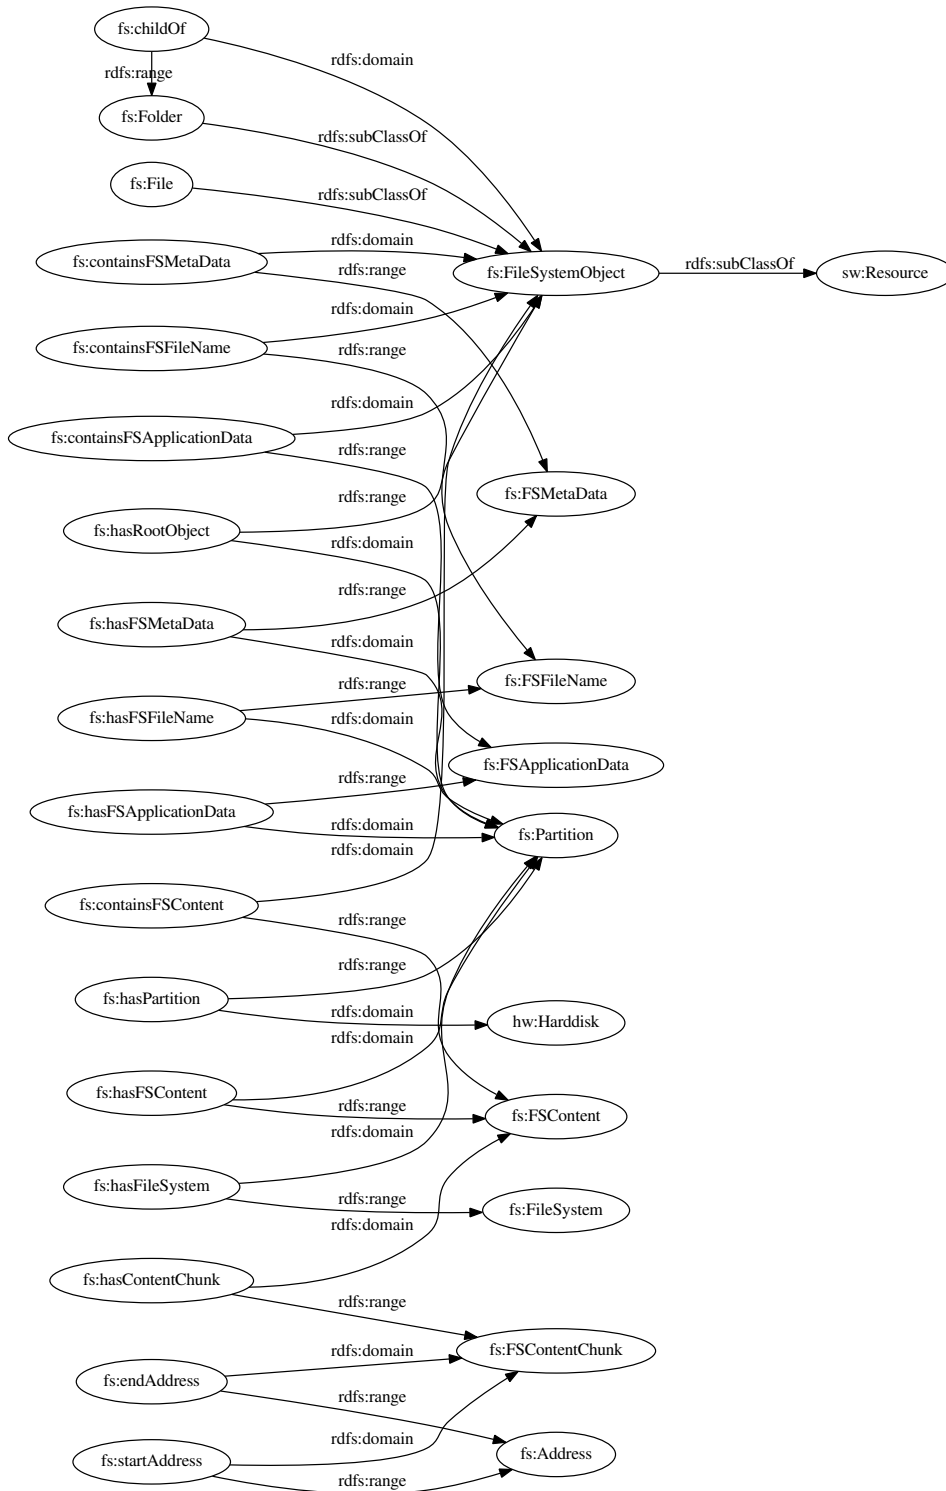 fs:childOf
rdfs:domain
rdfs:range
fs:Folder
rdfs:subClassOf
fs:File
rdfs:subClassOf
rdfs:domain
fs:containsFSMetaData
rdfs:range
fs:FileSystemObject
rdfs:subClassOf
sw:Resource
rdfs:domain
fs:containsFSFileName
rdfs:range
rdfs:domain
fs:containsFSApplicationData
rdfs:range
fs:FSMetaData
rdfs:range
fs:hasRootObject
rdfs:domain
rdfs:range
fs:hasFSMetaData
rdfs:domain
fs:FSFileName
rdfs:range
fs:hasFSFileName
rdfs:domain
fs:FSApplicationData
rdfs:range
fs:hasFSApplicationData
rdfs:domain
fs:Partition
rdfs:domain
fs:containsFSContent
rdfs:range
rdfs:range
fs:hasPartition
rdfs:domain
hw:Harddisk
rdfs:domain
fs:hasFSContent
rdfs:range
fs:FSContent
rdfs:domain
fs:hasFileSystem
rdfs:range
fs:FileSystem
rdfs:domain
fs:hasContentChunk
rdfs:range
rdfs:domain
fs:FSContentChunk
fs:endAddress
rdfs:range
rdfs:domain
fs:startAddress
fs:Address
rdfs:range